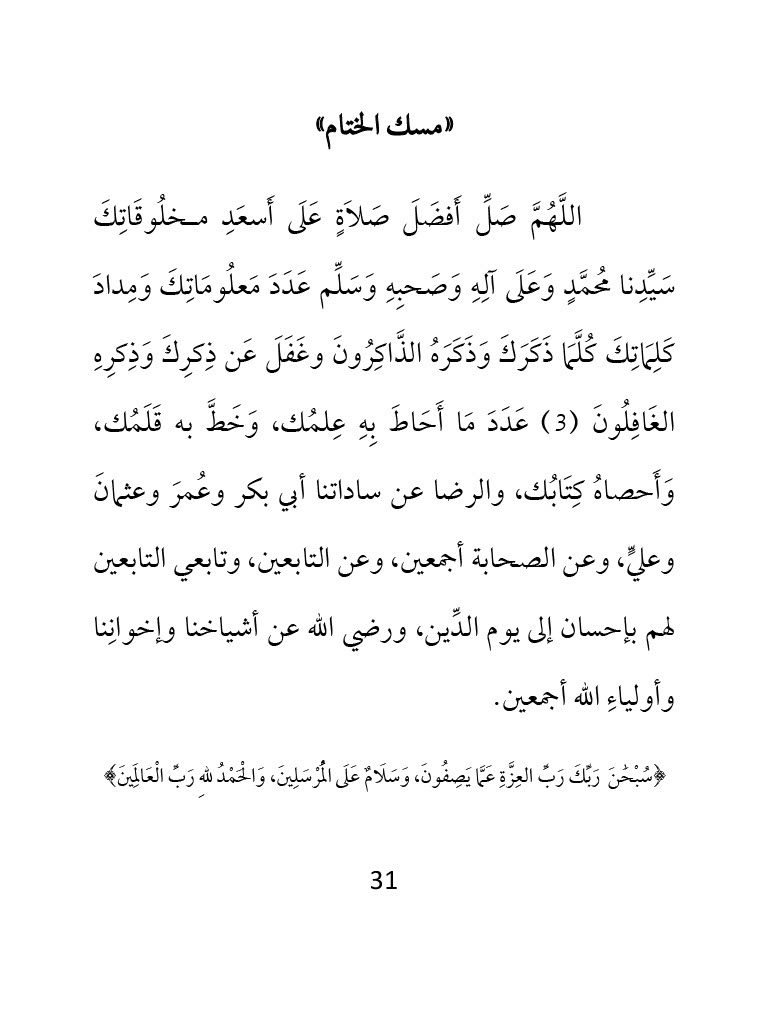 «مسك الختام»
اللَّهُمَّ صَلِّ أَفضَلَ صَلاَةٍ عَلَى أَسعَدِ مـخلُوقَاتِكَ
سَيِّدِنا مُحَمَّدٍ وَعَلَى آلِهِ وَصَحبِهِ وَسَلِّم عَدَدَ مَعلُومَاتِكَ وَمِدادَ
كَلِمَاتِكَ كُلَّمَا ذَكَرَكَ وَذَكَرَهُ الذَّاكِرُونَ وغَفَلَ عَن ذِكرِكَ وَذِكرِهِ
الغَافِلُونَ (3) عَدَدَ مَا أَحَاطَ بِهِ عِلمُك، وَخَطَّ به قَلَمُك،
وَأَحصاهُ كِتَابُك، والرضا عن ساداتنا أبي بكر وعُمرَ وعثمانَ
وعليٍّ، وعن الصحابة أجمعين، وعن التابعين، وتابعي التابعين
لهم بإحسان إلى يوم الدِّين، ورضي الله عن أشياخنا وإخوانِنا
وأولياءِ الله أجمعين.
﴿سُبْحَٰنَ رَبِّكَ رَبِّ العِزَّةِ عَمَّا يَصِفُونَ، وَسَلَامٌ عَلَى الْمُرْسَلِينَ، وَالْحَمْدُ للهِ رَبِّ الْعَالَمِينَ﴾
31